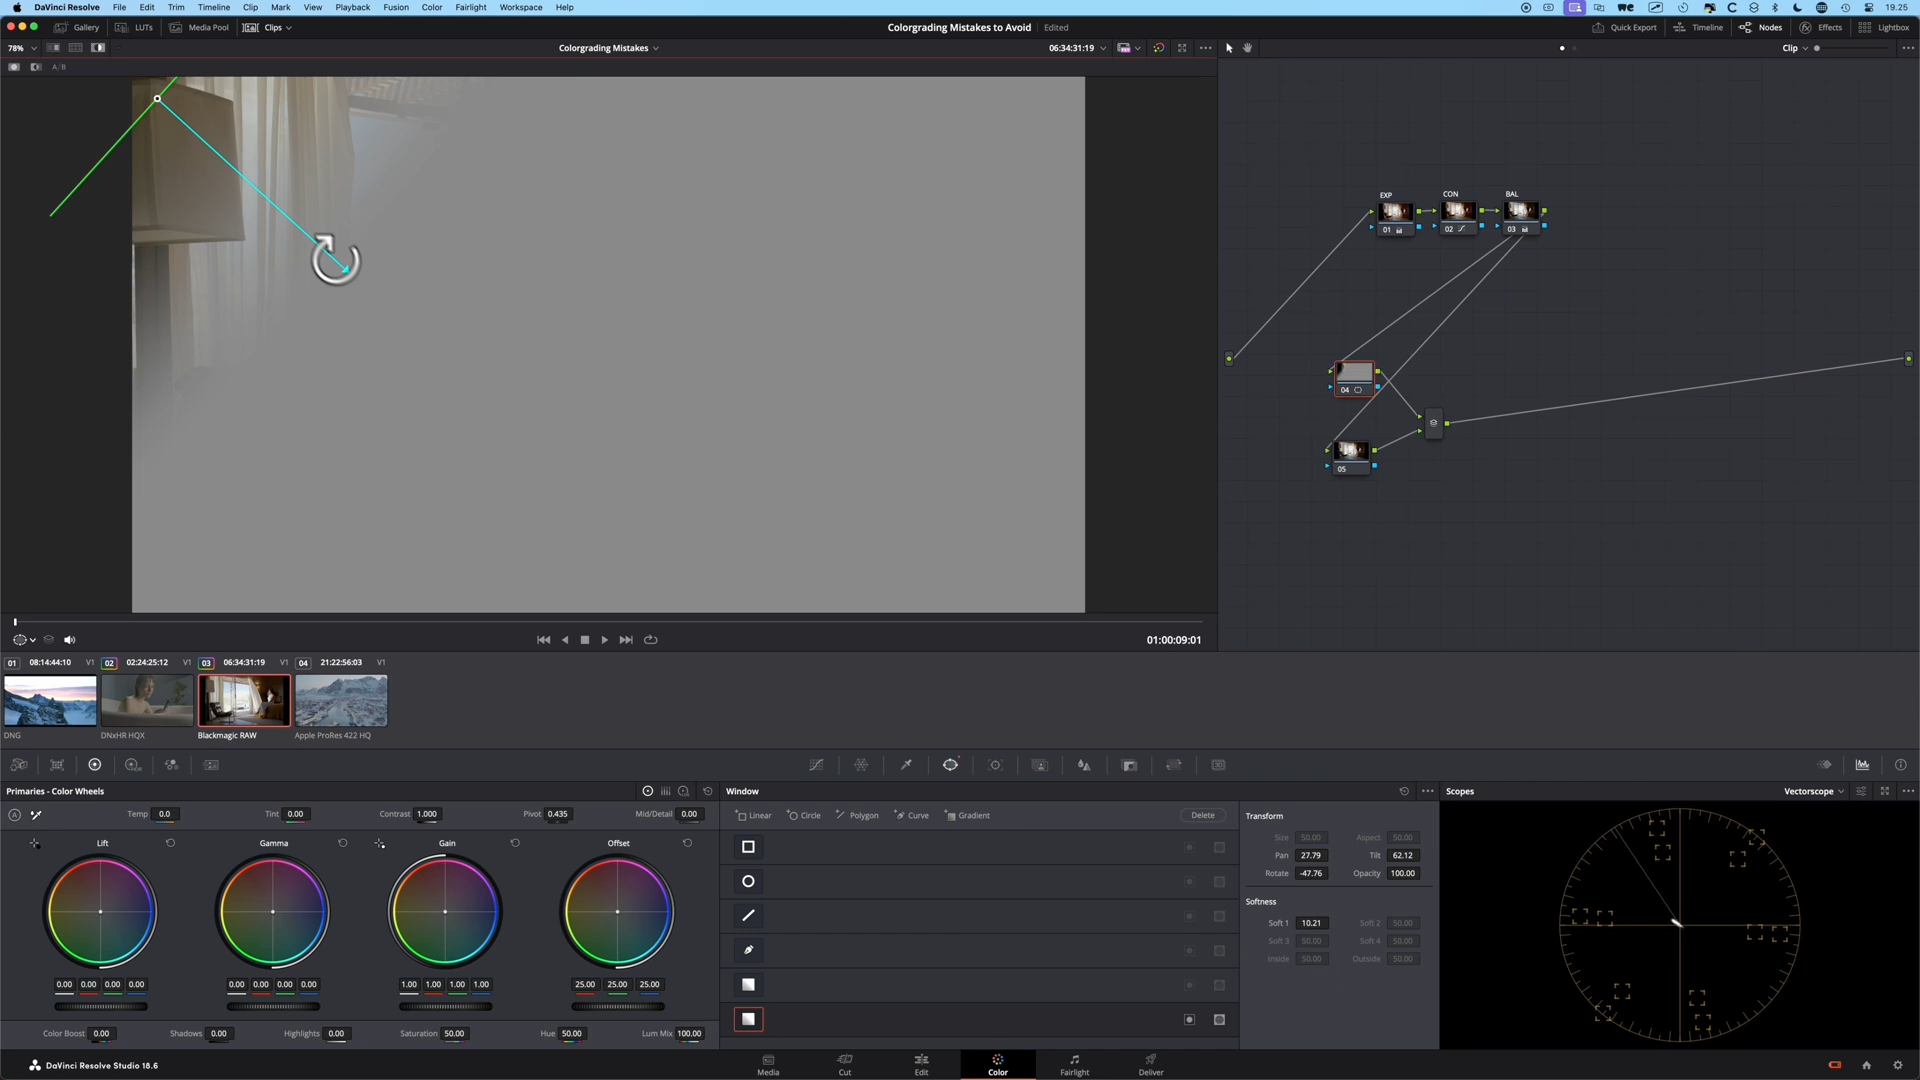 DaVinci Resolve File Edit Trim Timeline Clip Mark View Playback Fusion Color Fairlight Workspace Help 19.25
Gallery LUTs Media Pool Clips Colorgrading Mistakes to Avoid Edited Quick Export Timeline Nodes Effects Lightbox
78% Colorgrading Mistakes 06:34:31:19 Clip
A/B
EXP CON BAL
01 02 03
04
05
01:00:09:01
01 08:14:44:10 V1 02 02:24:25:12 V1 03 06:34:31:19 V1 04 21:22:56:03 V1
DNG DNxHR HQX Blackmagic RAW Apple ProRes 422 HQ
Primaries - Color Wheels Window Scopes Vectorscope
A Temp 0.0 Tint 0.00 Contrast 1.000 Pivot 0.435 Mid/Detail 0.00
Linear Circle Polygon Curve Gradient Delete
Lift Gamma Gain Offset
0.00 0.00 0.00 0.00 0.00 0.00 0.00 0.00 1.00 1.00 1.00 1.00 25.00 25.00 25.00
Color Boost 0.00 Shadows 0.00 Highlights 0.00 Saturation 50.00 Hue 50.00 Lum Mix 100.00
Transform
Size 50.00 Aspect 50.00
Pan 27.79 Tilt 62.12
Rotate -47.76 Opacity 100.00
Softness
Soft 1 10.21 Soft 2 50.00
Soft 3 50.00 Soft 4 50.00
Inside 50.00 Outside 50.00
DaVinci Resolve Studio 18.6 Media Cut Edit Color Fairlight Deliver